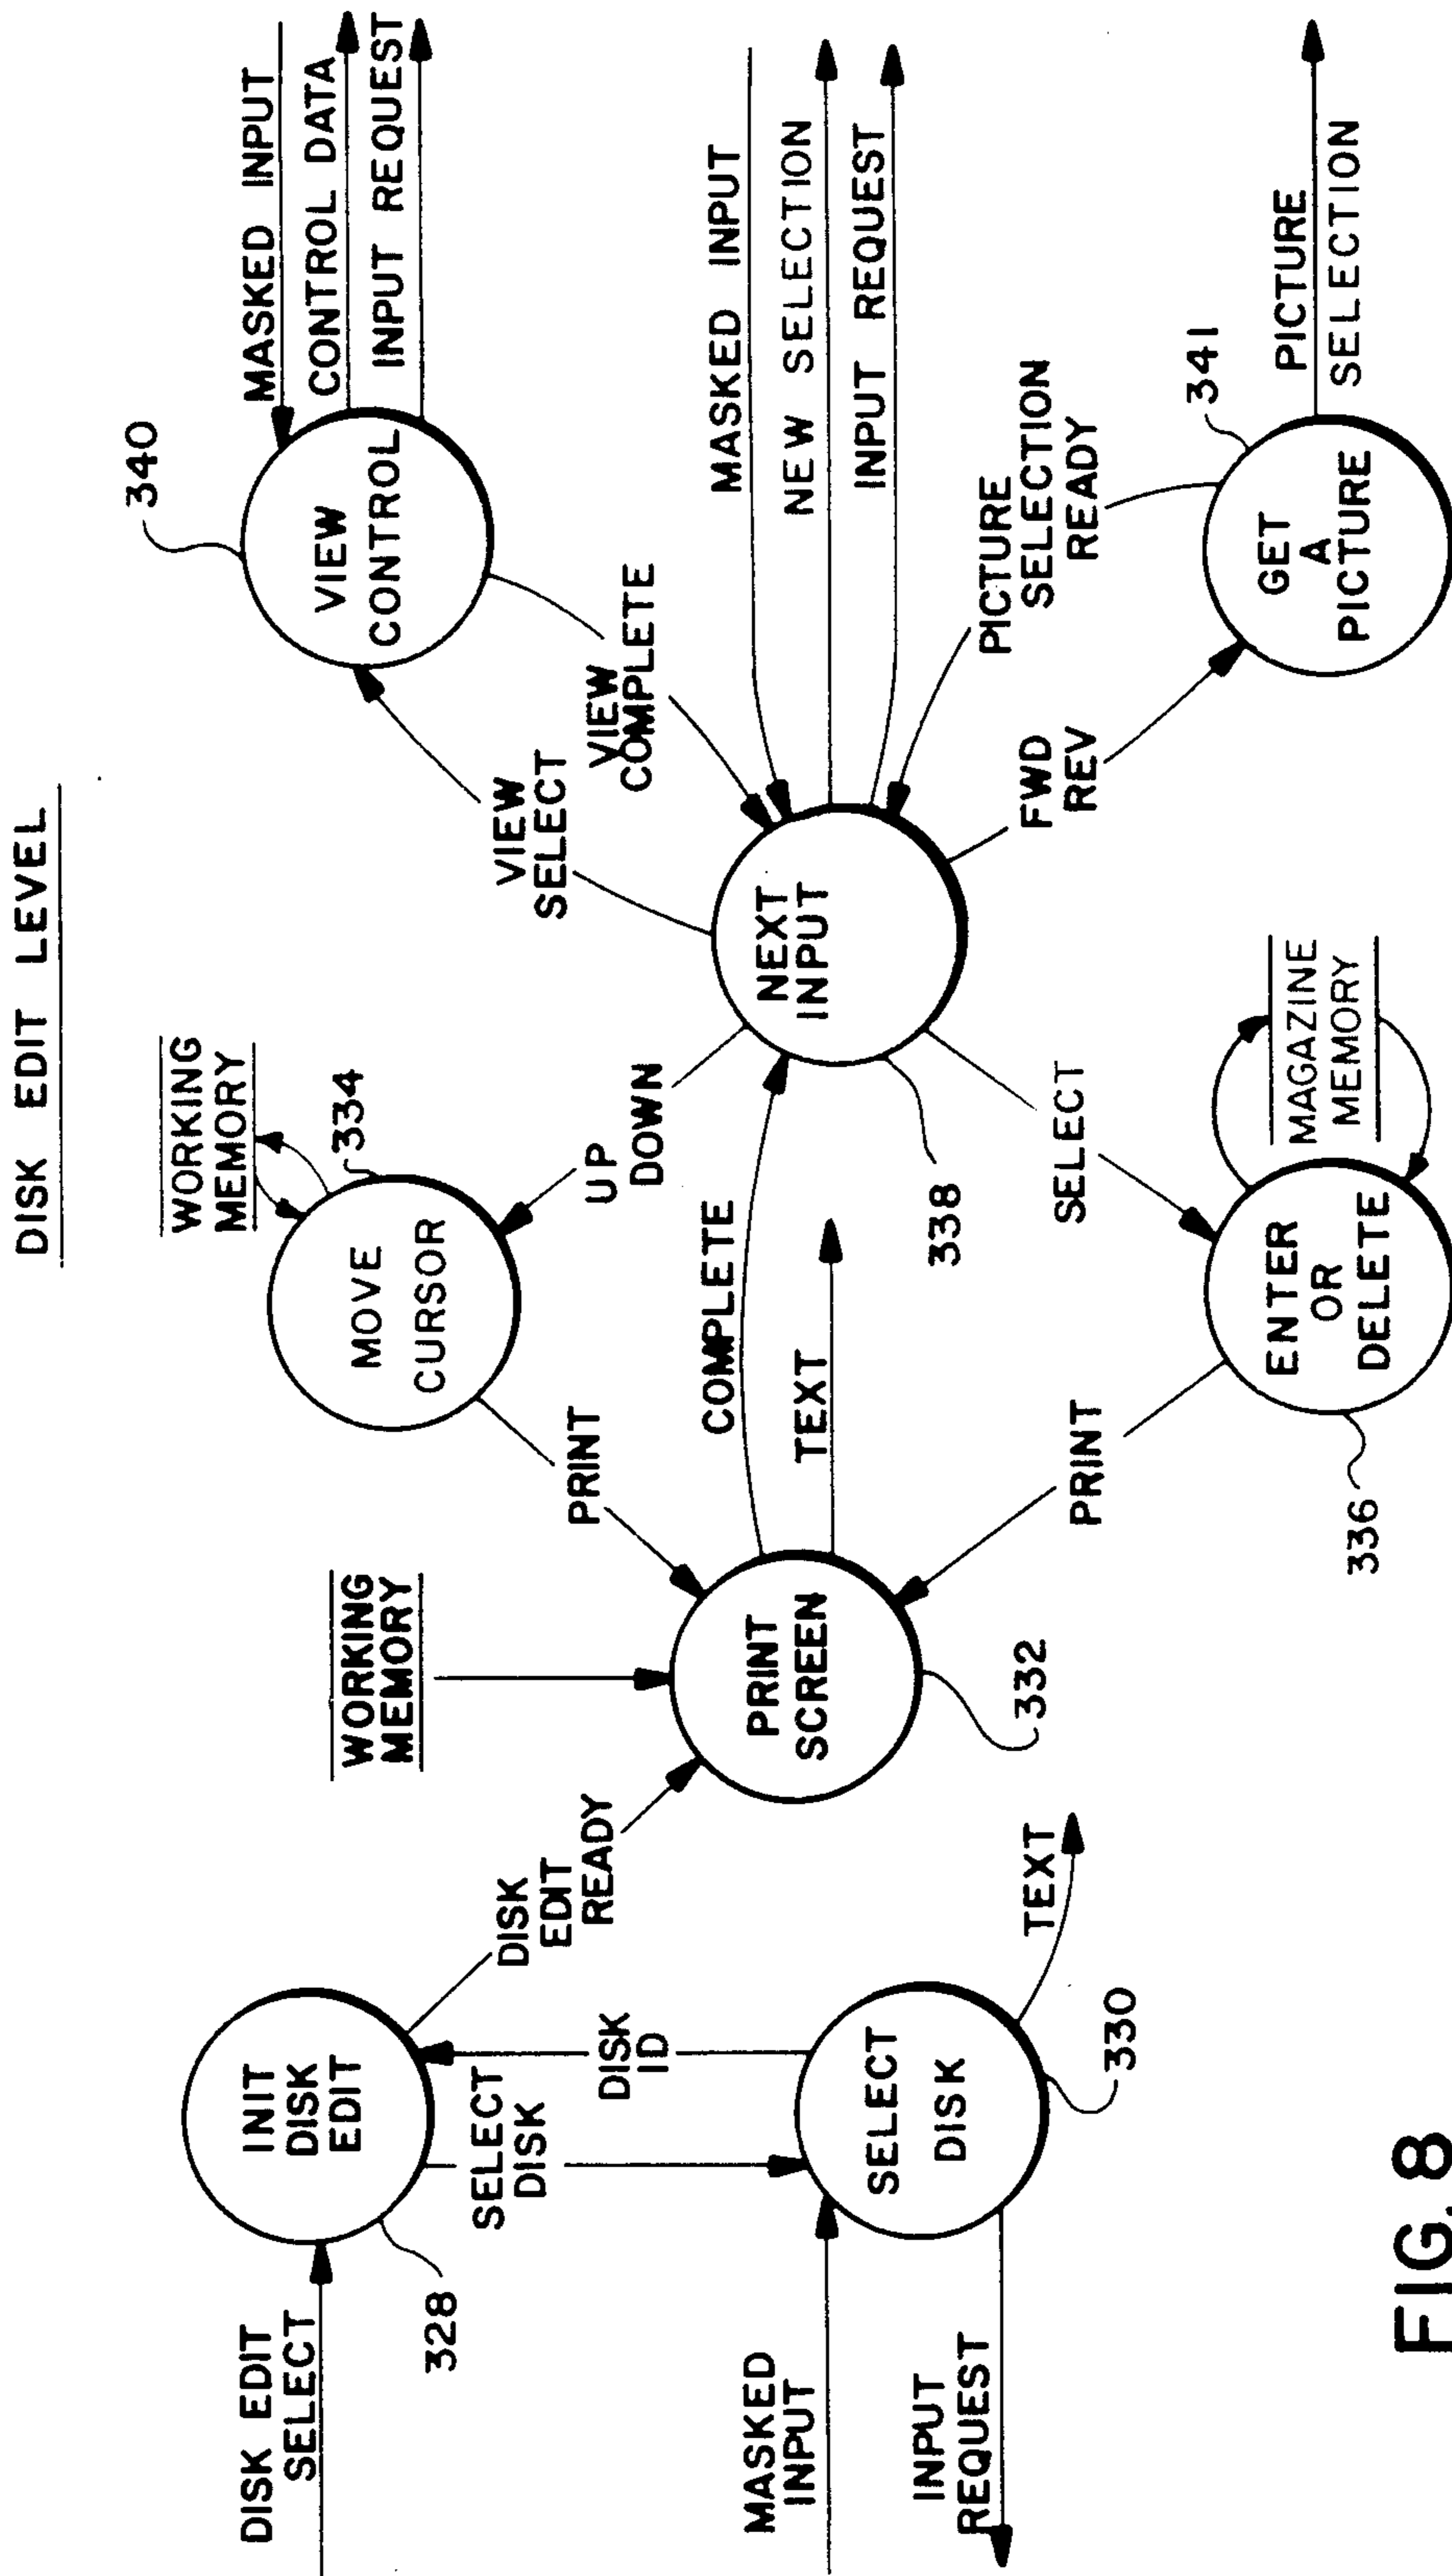 DISK EDIT LEVEL
DISK EDIT
SELECT
328
INIT
DISK
EDIT
SELECT
DISK
DISK
ID
MASKED
INPUT
INPUT
REQUEST
SELECT
DISK
330
TEXT
DISK
EDIT
READY
WORKING
MEMORY
PRINT
SCREEN
332
PRINT
MOVE
CURSOR
334
WORKING
MEMORY
COMPLETE
TEXT
PRINT
336
ENTER
OR
DELETE
MAGAZINE
MEMORY
UP
DOWN
338
SELECT
NEXT
INPUT
VIEW
SELECT
VIEW
COMPLETE
340
VIEW
CONTROL
MASKED INPUT
CONTROL DATA
INPUT REQUEST
MASKED INPUT
NEW SELECTION
INPUT REQUEST
PICTURE
SELECTION
READY
FWD
REV
341
GET
A
PICTURE
PICTURE
SELECTION
FIG. 8